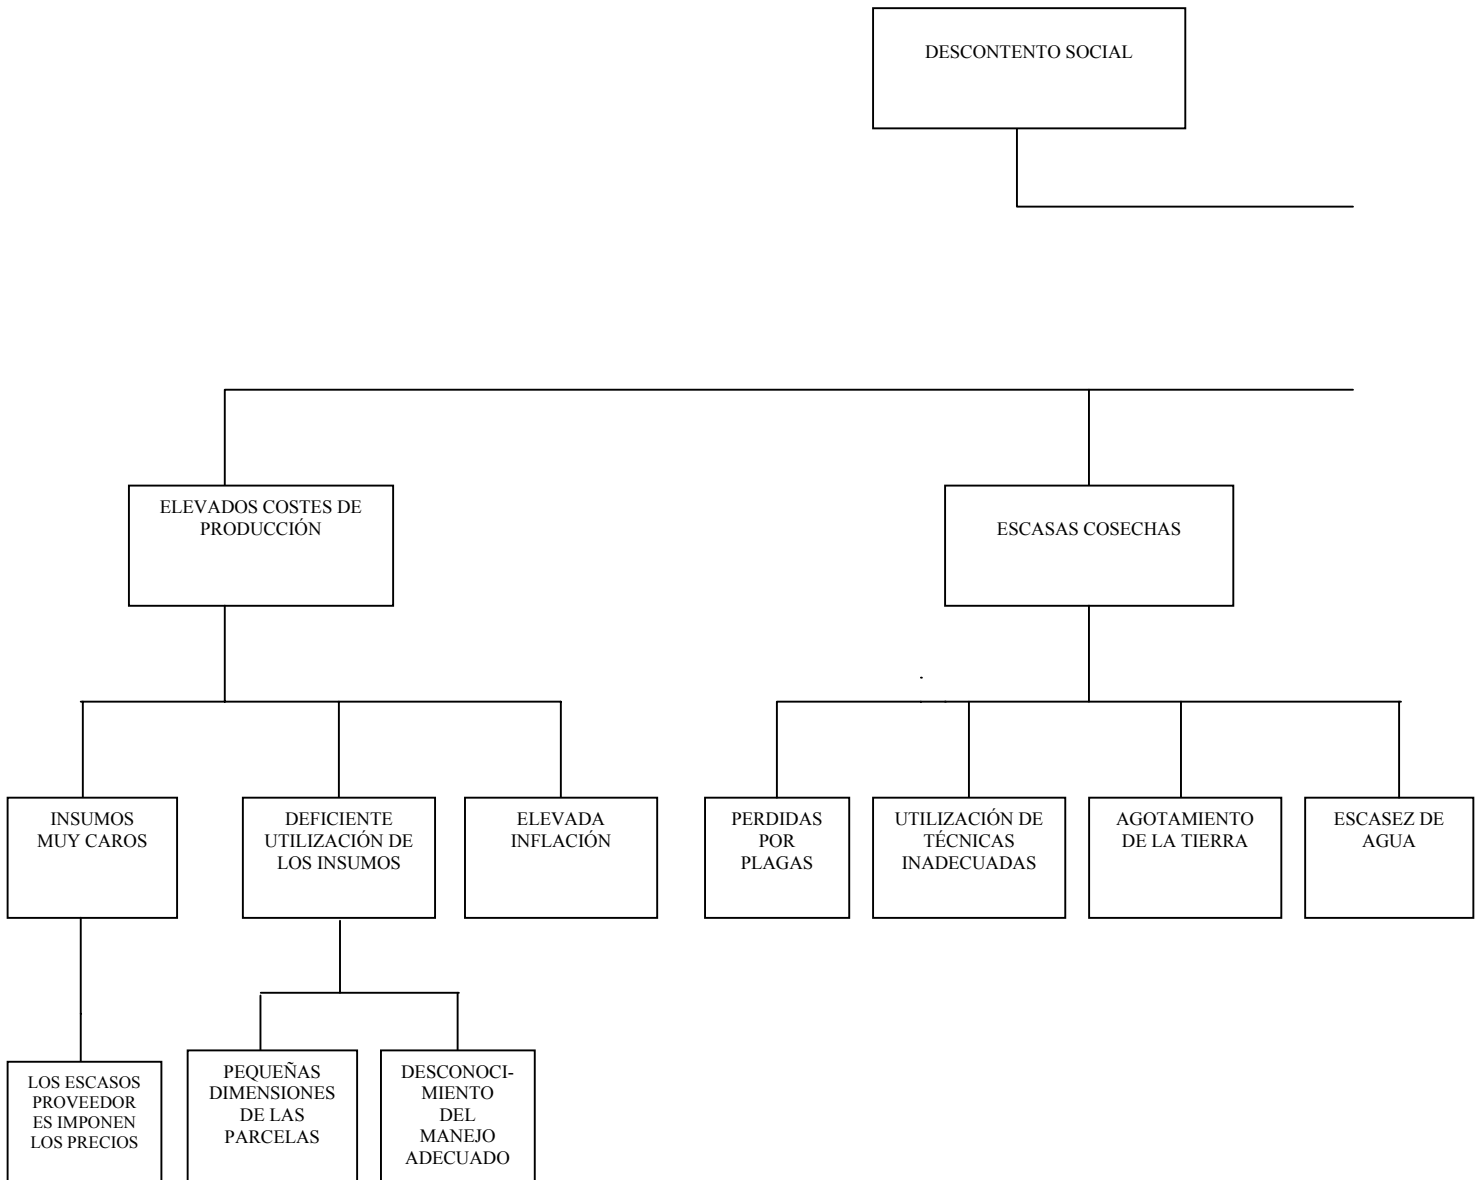 DESCONTENTO SOCIAL
ELEVADOS COSTES DE
PRODUCCIÓN
ESCASAS COSECHAS
INSUMOS
MUY CAROS
DEFICIENTE
UTILIZACIÓN DE
LOS INSUMOS
ELEVADA
INFLACIÓN
PERDIDAS
POR
PLAGAS
UTILIZACIÓN DE
TÉCNICAS
INADECUADAS
AGOTAMIENTO
DE LA TIERRA
ESCASEZ DE
AGUA
LOS ESCASOS
PROVEEDOR
ES IMPONEN
LOS PRECIOS
PEQUEÑAS
DIMENSIONES
DE LAS
PARCELAS
DESCONOCI-
MIENTO
DEL
MANEJO
ADECUADO